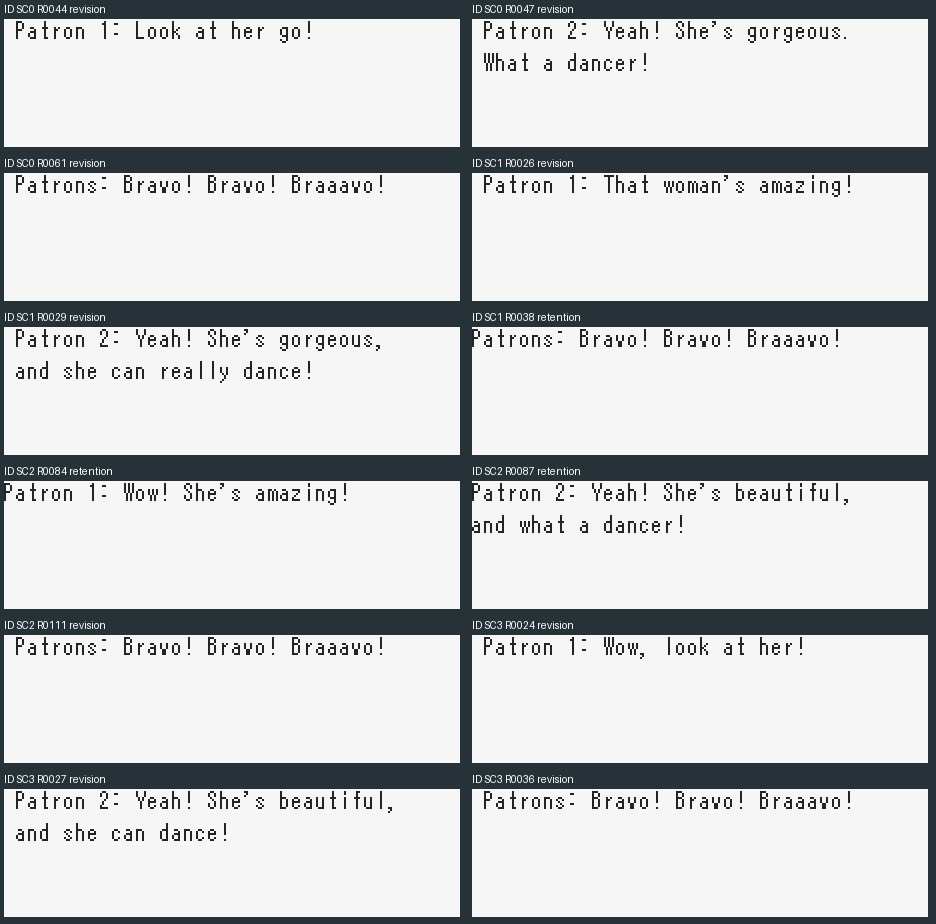 ID SC0 R0044 revision
Patron 1: Look at her go!
ID SC0 R0047 revision
Patron 2: Yeah! She's gorgeous.
What a dancer!
ID SC0 R0061 revision
Patrons: Bravo! Bravo! Braaavo!
ID SC1 R0026 revision
Patron 1: That woman's amazing!
ID SC1 R0029 revision
Patron 2: Yeah! She's gorgeous,
and she can really dance!
ID SC1 R0038 retention
Patrons: Bravo! Bravo! Braaavo!
ID SC2 R0084 retention
Patron 1: Wow! She's amazing!
ID SC2 R0087 retention
Patron 2: Yeah! She's beautiful,
and what a dancer!
ID SC2 R0111 revision
Patrons: Bravo! Bravo! Braaavo!
ID SC3 R0024 revision
Patron 1: Wow, look at her!
ID SC3 R0027 revision
Patron 2: Yeah! She's beautiful,
and she can dance!
ID SC3 R0036 revision
Patrons: Bravo! Bravo! Braaavo!